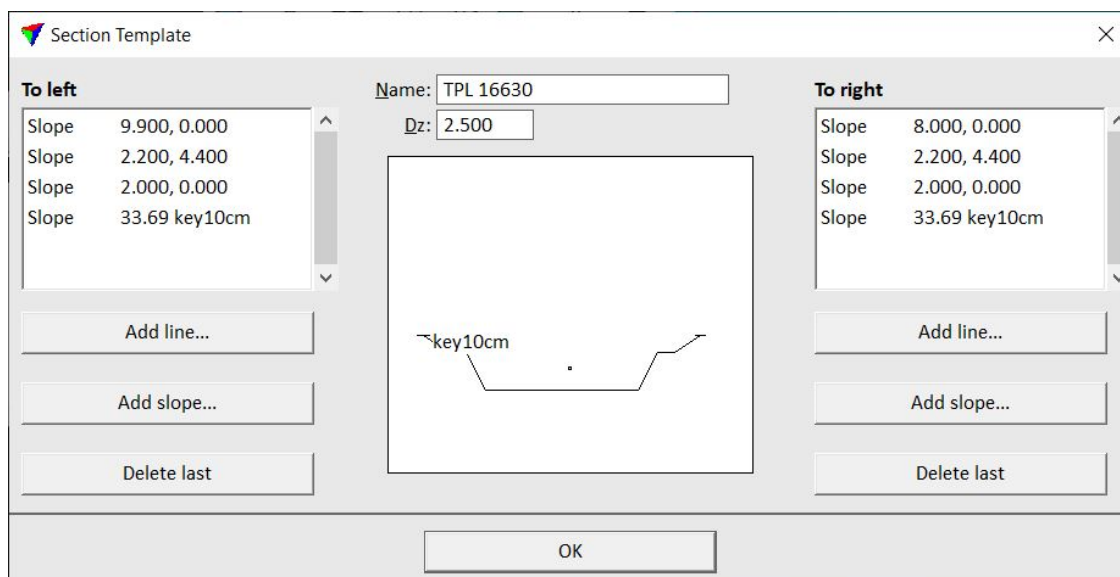 Section Template
To left
Slope 9.900, 0.000
Slope 2.200, 4.400
Slope 2.000, 0.000
Slope 33.69 key10cm
Add line...
Add slope...
Delete last
Name: TPL 16630
Dz: 2.500
key10cm
To right
Slope 8.000, 0.000
Slope 2.200, 4.400
Slope 2.000, 0.000
Slope 33.69 key10cm
Add line...
Add slope...
Delete last
OK